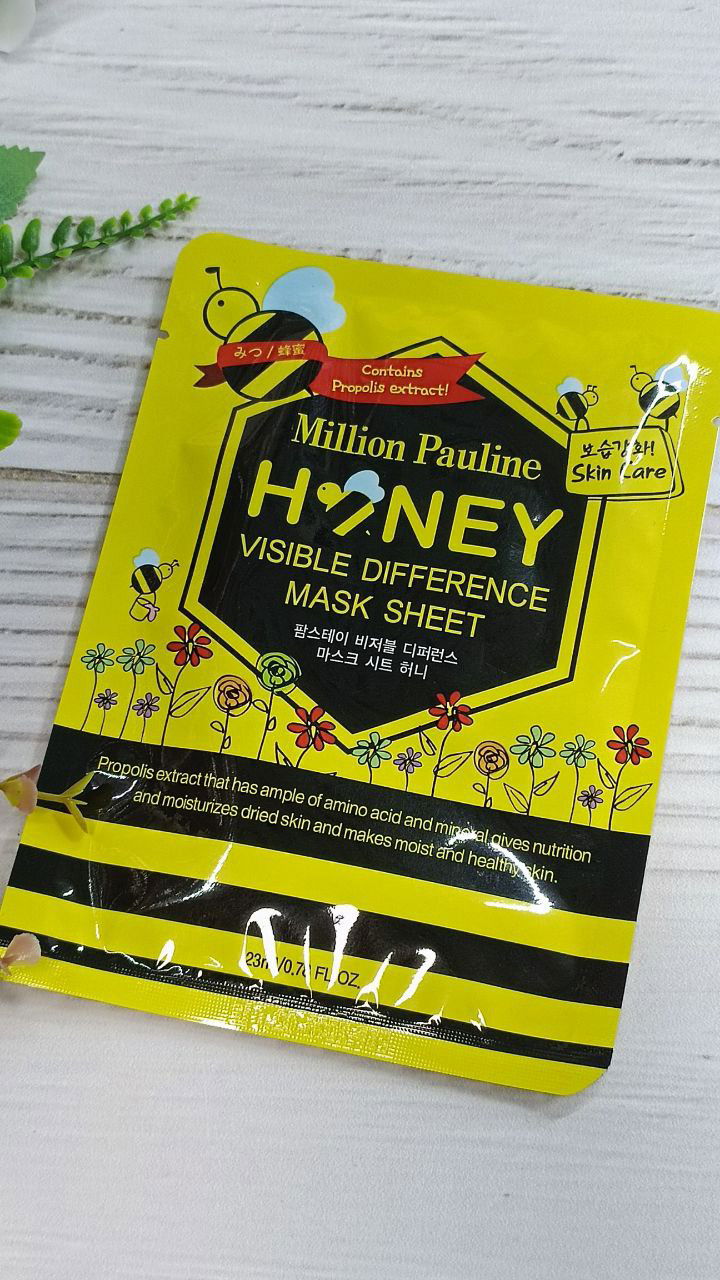 みつ / 蜂蜜
Contains
Propolis extract!
Million Pauline
보습강화!
Skin Care
HONEY
VISIBLE DIFFERENCE
MASK SHEET
팜스테이 비저블 디퍼런스
마스크 시트 허니
Propolis extract that has ample of amino acid and mineral gives nutrition
and moisturizes dried skin and makes moist and healthy skin.
23ml/0.78 FL. OZ.